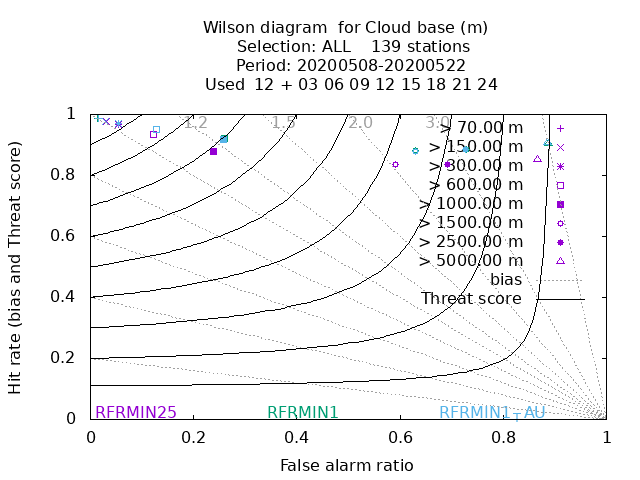 Wilson diagram  for Cloud base (m)
Selection: ALL    139 stations
Period: 20200508-20200522
Used  12 + 03 06 09 12 15 18 21 24
Hit rate (bias and Threat score)
1
0.8
0.6
0.4
0.2
0
1.2
1.5
2.0
3.0
> 70.00 m
> 150.00 m
> 300.00 m
> 600.00 m
> 1000.00 m
> 1500.00 m
> 2500.00 m
> 5000.00 m
bias
Threat score
RFRMIN25 RFRMIN1 RFRMIN1_AU
0 0.2 0.4 0.6 0.8 1
False alarm ratio